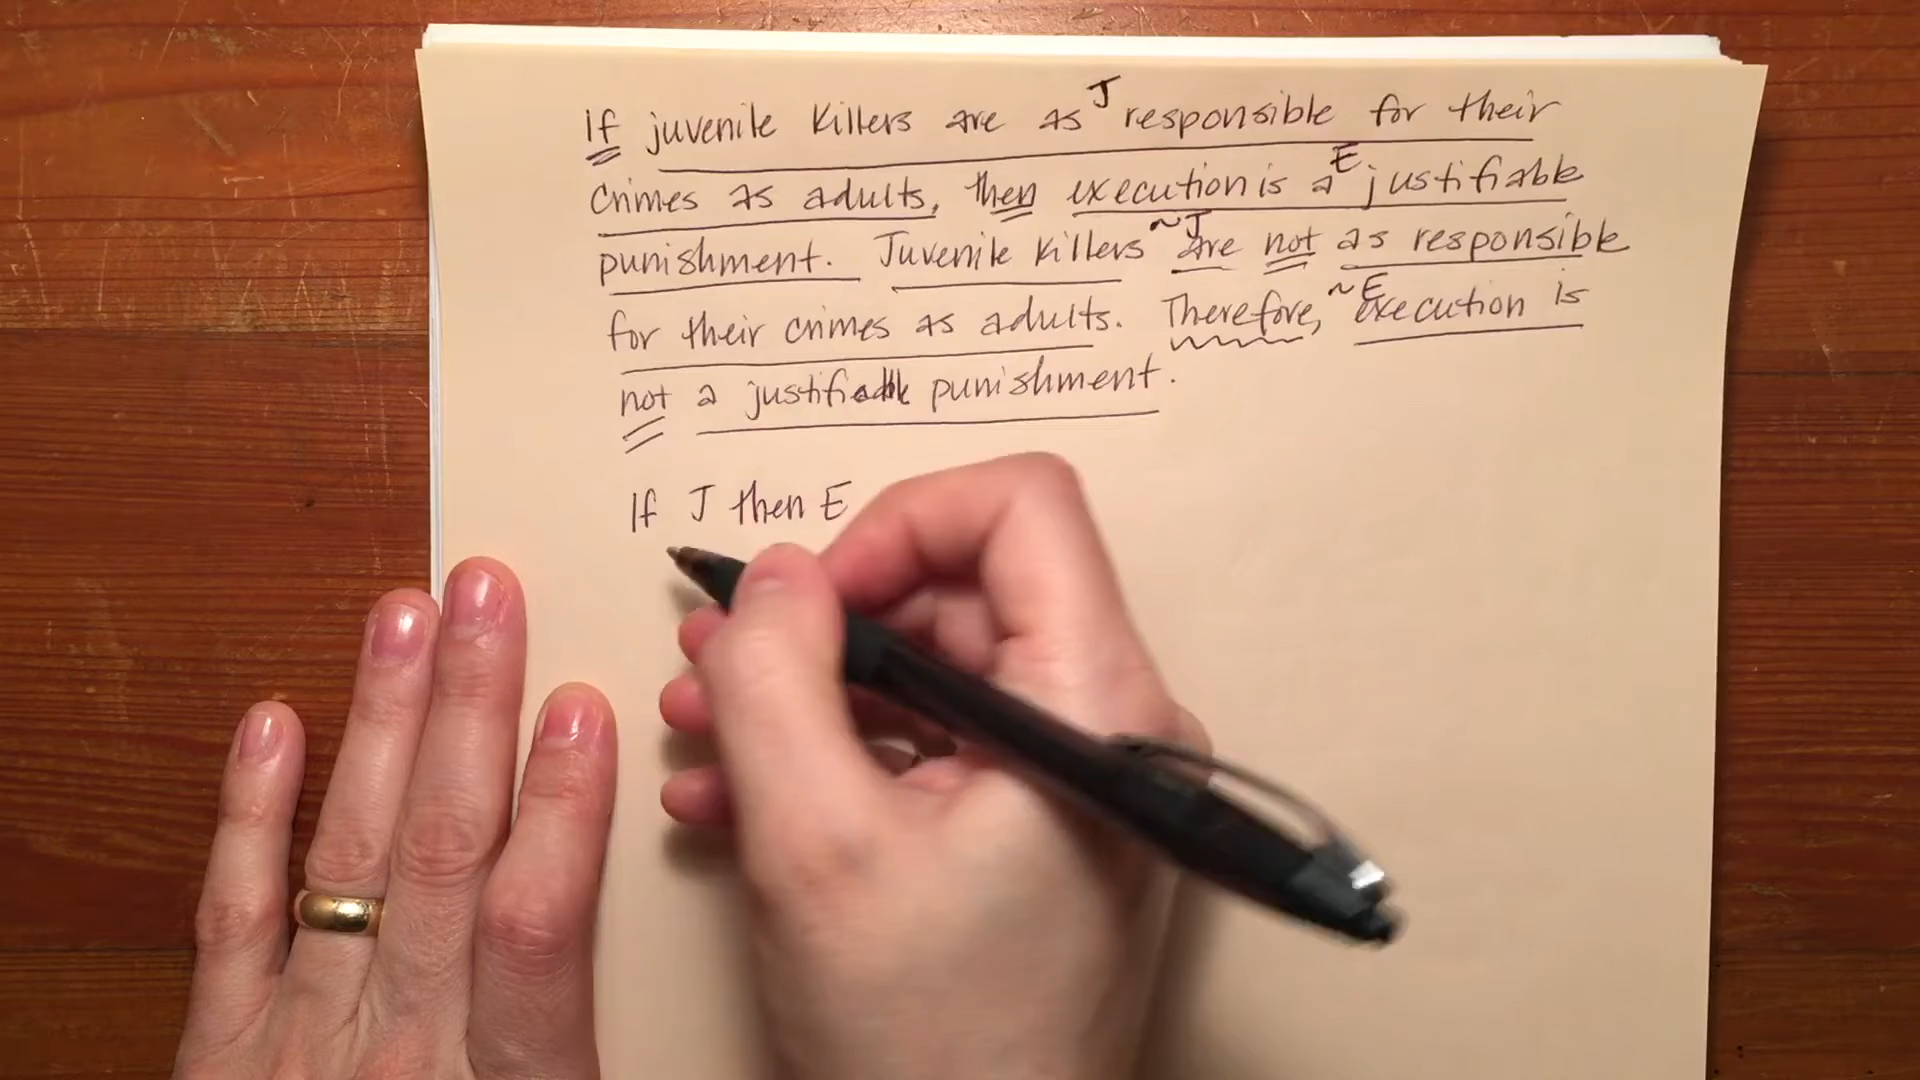 J
If juvenile killers are as responsible for their
E
crimes as adults, then execution is a justifiable
~J
punishment. Juvenile killers are not as responsible
~E
for their crimes as adults. Therefore, execution is
not a justifiable punishment.
If J then E